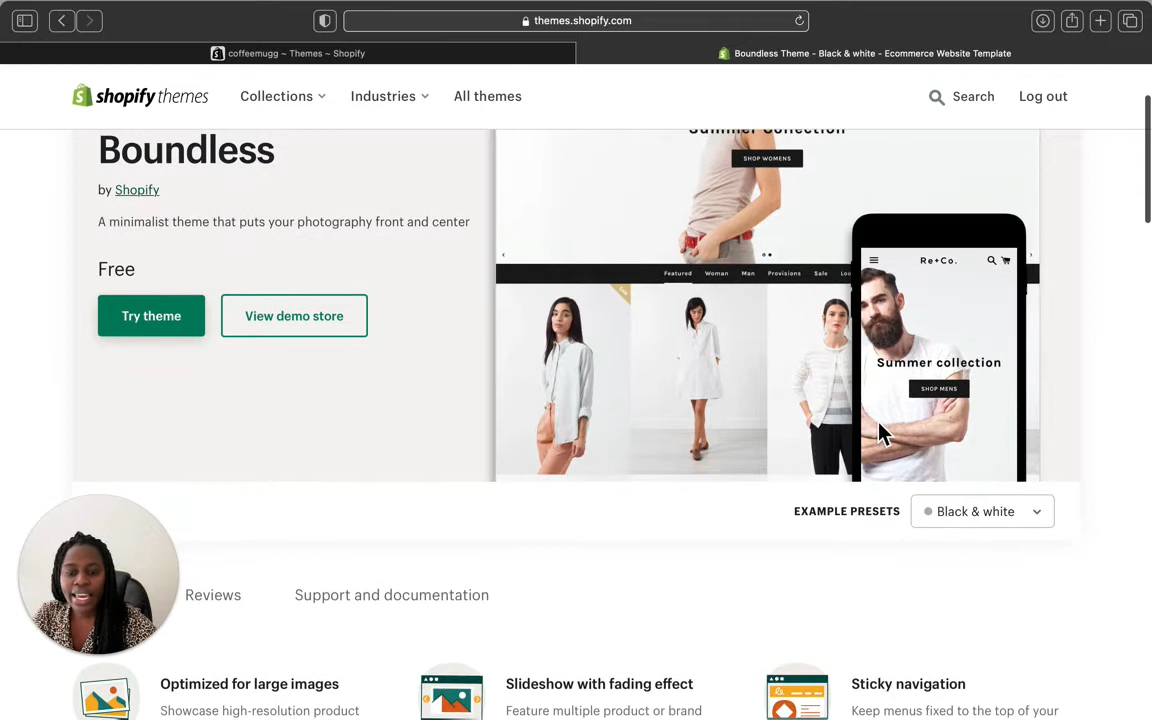 themes.shopify.com
coffeemugg ~ Themes ~ Shopify
Boundless Theme - Black & white - Ecommerce Website Template
shopify themes
Collections
Industries
All themes
Search
Log out
Boundless
by Shopify
A minimalist theme that puts your photography front and center
Free
Try theme
View demo store
Summer Collection
SHOP WOMENS
Featured Woman Man Provisions Sale Loo
Sale
Re+Co.
Summer collection
SHOP MENS
EXAMPLE PRESETS
Black & white
Reviews
Support and documentation
Optimized for large images
Showcase high-resolution product
Slideshow with fading effect
Feature multiple product or brand
Sticky navigation
Keep menus fixed to the top of your